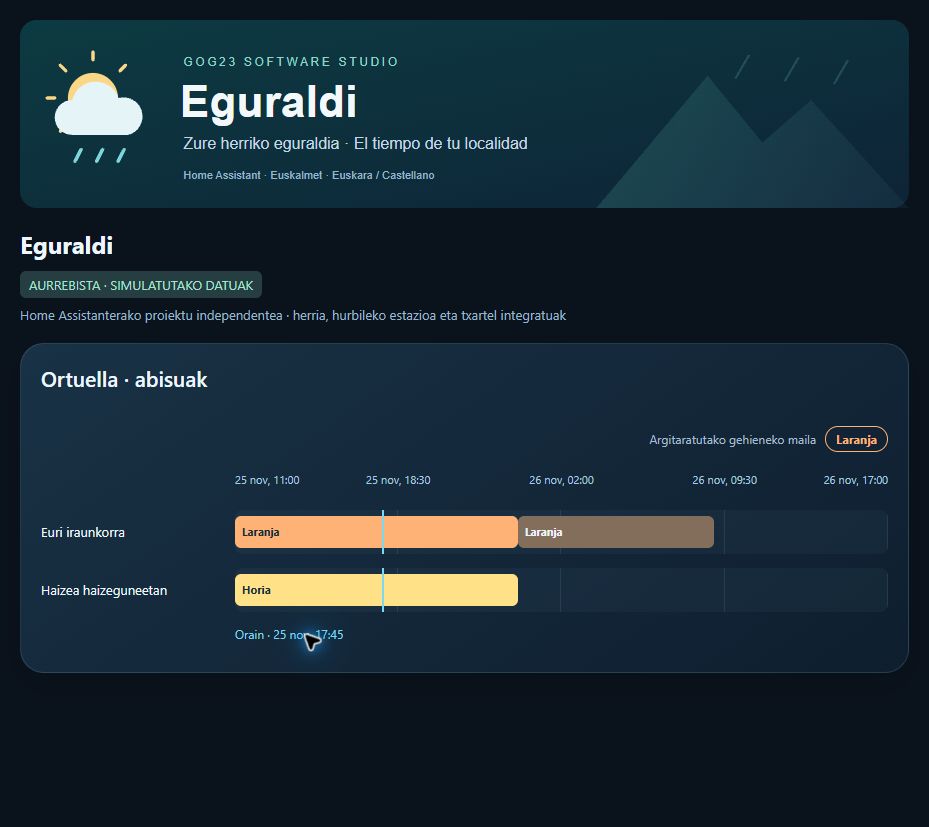 GOG23 SOFTWARE STUDIO
Eguraldi
Zure herriko eguraldia · El tiempo de tu localidad
Home Assistant · Euskalmet · Euskara / Castellano
Eguraldi
AURREBISTA · SIMULATUTAKO DATUAK
Home Assistanterako proiektu independentea · herria, hurbileko estazioa eta txartel integratuak
Ortuella · abisuak
Argitaratutako gehieneko maila Laranja
25 nov, 11:00 25 nov, 18:30 26 nov, 02:00 26 nov, 09:30 26 nov, 17:00
Euri iraunkorra Laranja Laranja
Haizea haizeguneetan Horia
Orain · 25 nov, 17:45